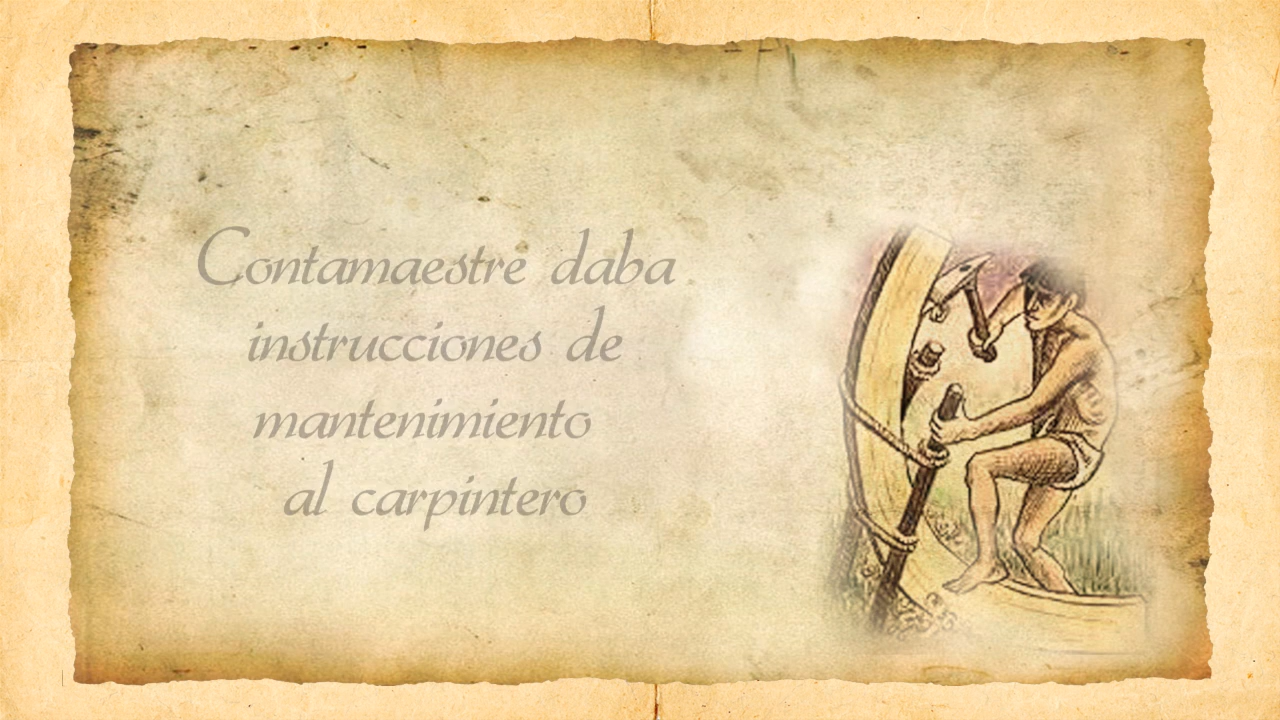 Contamaestre daba
instrucciones de
mantenimiento
al carpintero